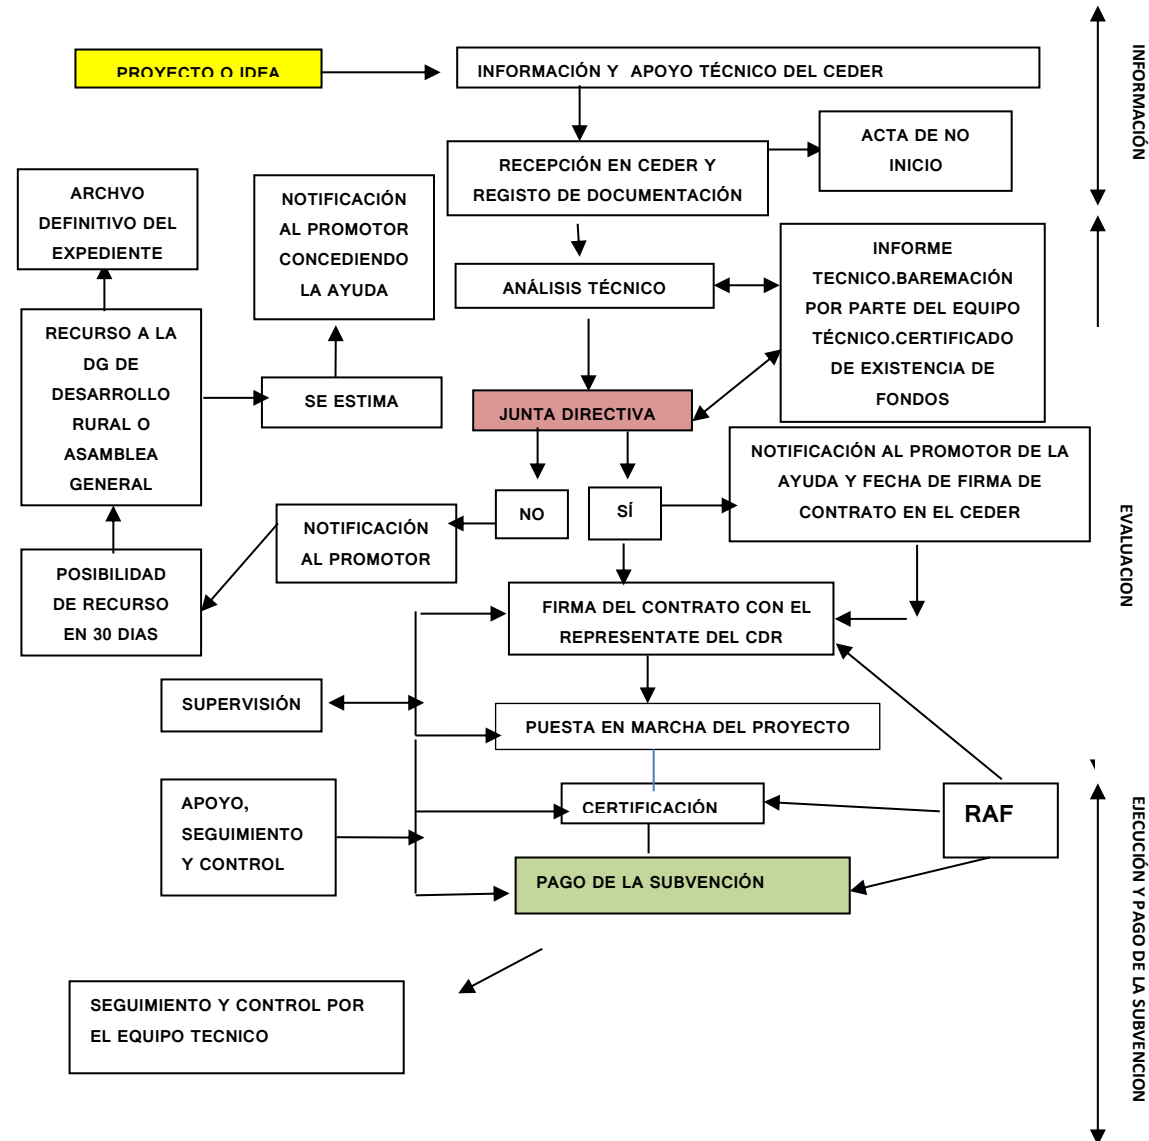 PROYECTO O IDEA
INFORMACIÓN Y APOYO TÉCNICO DEL CEDER
INFORMACIÓN
ACTA DE NO
INICIO
RECEPCIÓN EN CEDER Y
REGISTO DE DOCUMENTACIÓN
ARCHVO
DEFINITIVO DEL
EXPEDIENTE
NOTIFICACIÓN
AL PROMOTOR
CONCEDIENDO
LA AYUDA
ANÁLISIS TÉCNICO
INFORME
TECNICO.BAREMACIÓN
POR PARTE DEL EQUIPO
TÉCNICO.CERTIFICADO
DE EXISTENCIA DE
FONDOS
RECURSO A LA
DG DE
DESARROLLO
RURAL O
ASAMBLEA
GENERAL
SE ESTIMA
JUNTA DIRECTIVA
NOTIFICACIÓN AL PROMOTOR DE LA
AYUDA Y FECHA DE FIRMA DE
CONTRATO EN EL CEDER
NO
SÍ
NOTIFICACIÓN
AL PROMOTOR
EVALUACION
POSIBILIDAD
DE RECURSO
EN 30 DIAS
FIRMA DEL CONTRATO CON EL
REPRESENTATE DEL CDR
SUPERVISIÓN
PUESTA EN MARCHA DEL PROYECTO
APOYO,
SEGUIMIENTO
Y CONTROL
CERTIFICACIÓN
RAF
PAGO DE LA SUBVENCIÓN
EJECUCIÓN Y PAGO DE LA SUBVENCION
SEGUIMIENTO Y CONTROL POR
EL EQUIPO TECNICO